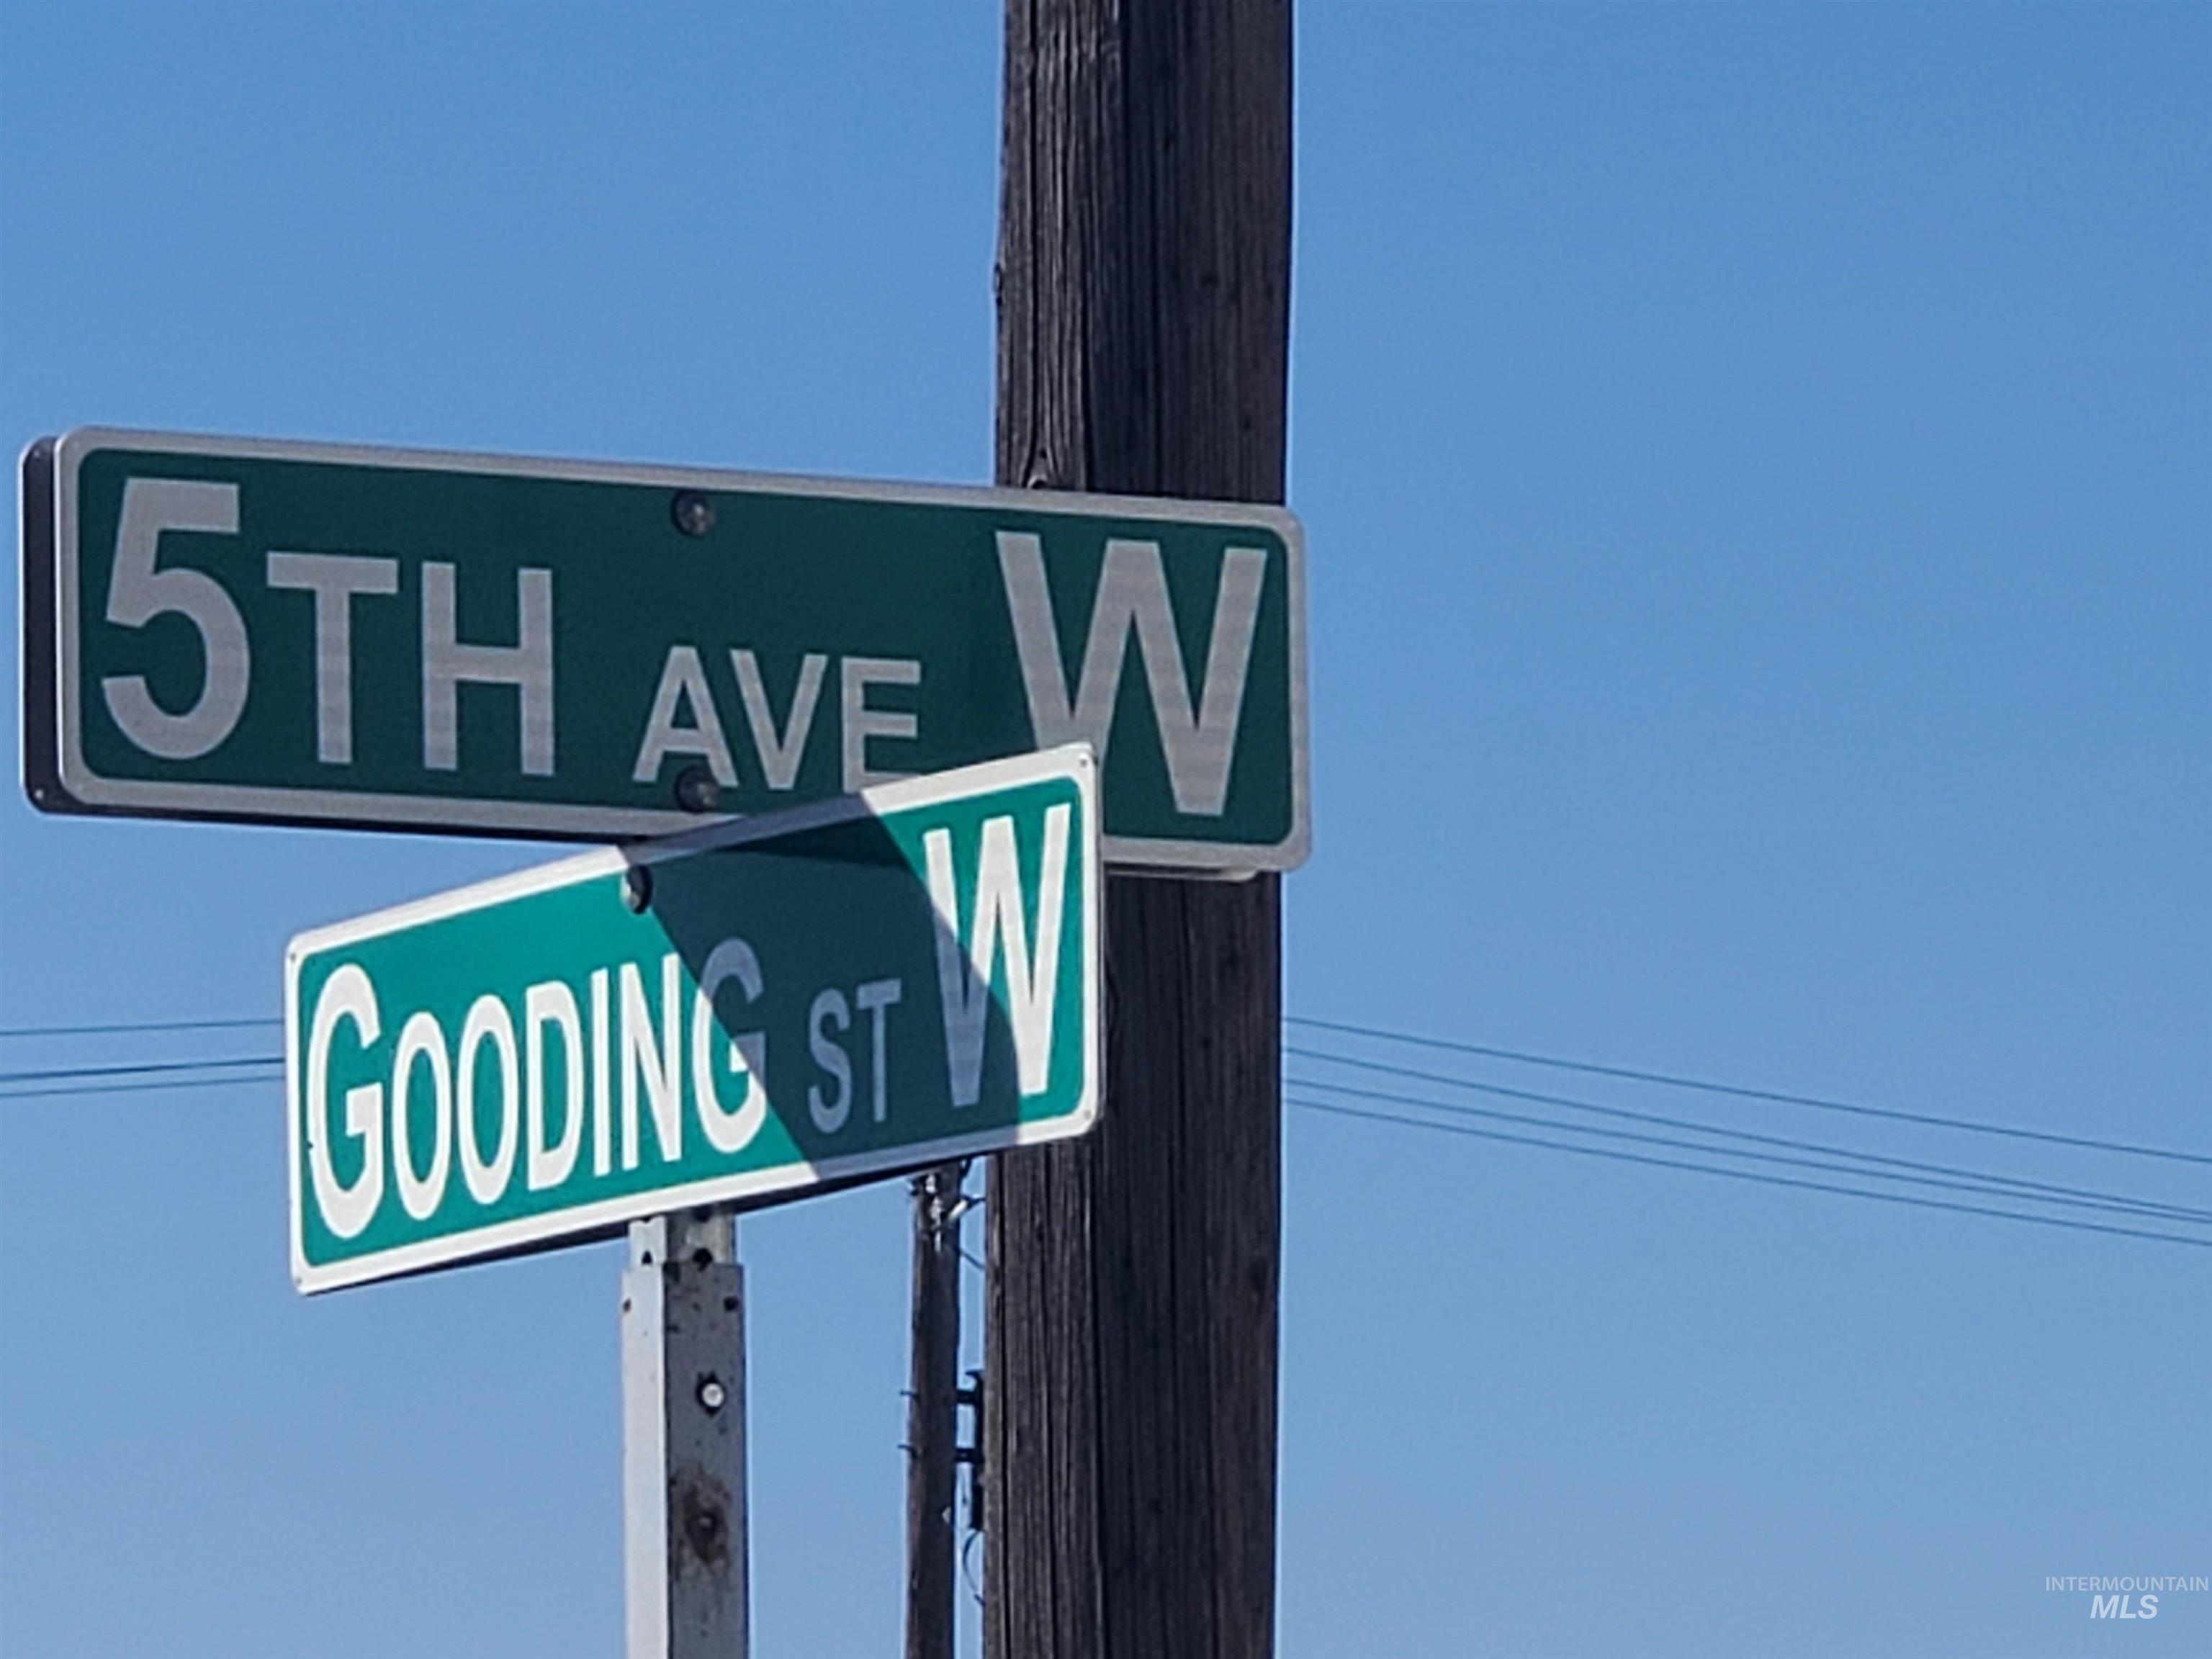 5TH AVE W
GOODING ST W
INTERMOUNTAIN
MLS